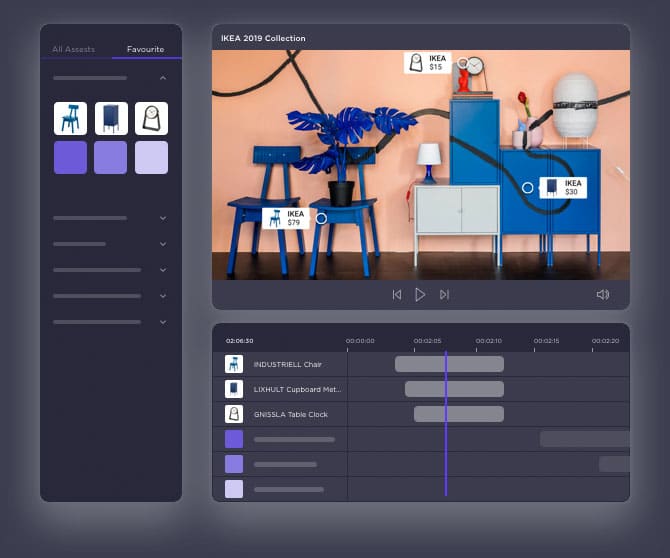 All Assests
Favourite
IKEA 2019 Collection
IKEA
$15
IKEA
$30
IKEA
$79
02:06:30
00:00:00
00:02:05
00:02:10
00:02:15
00:02:20
INDUSTRIELL Chair
LIXHULT Cupboard Met...
GNISSLA Table Clock